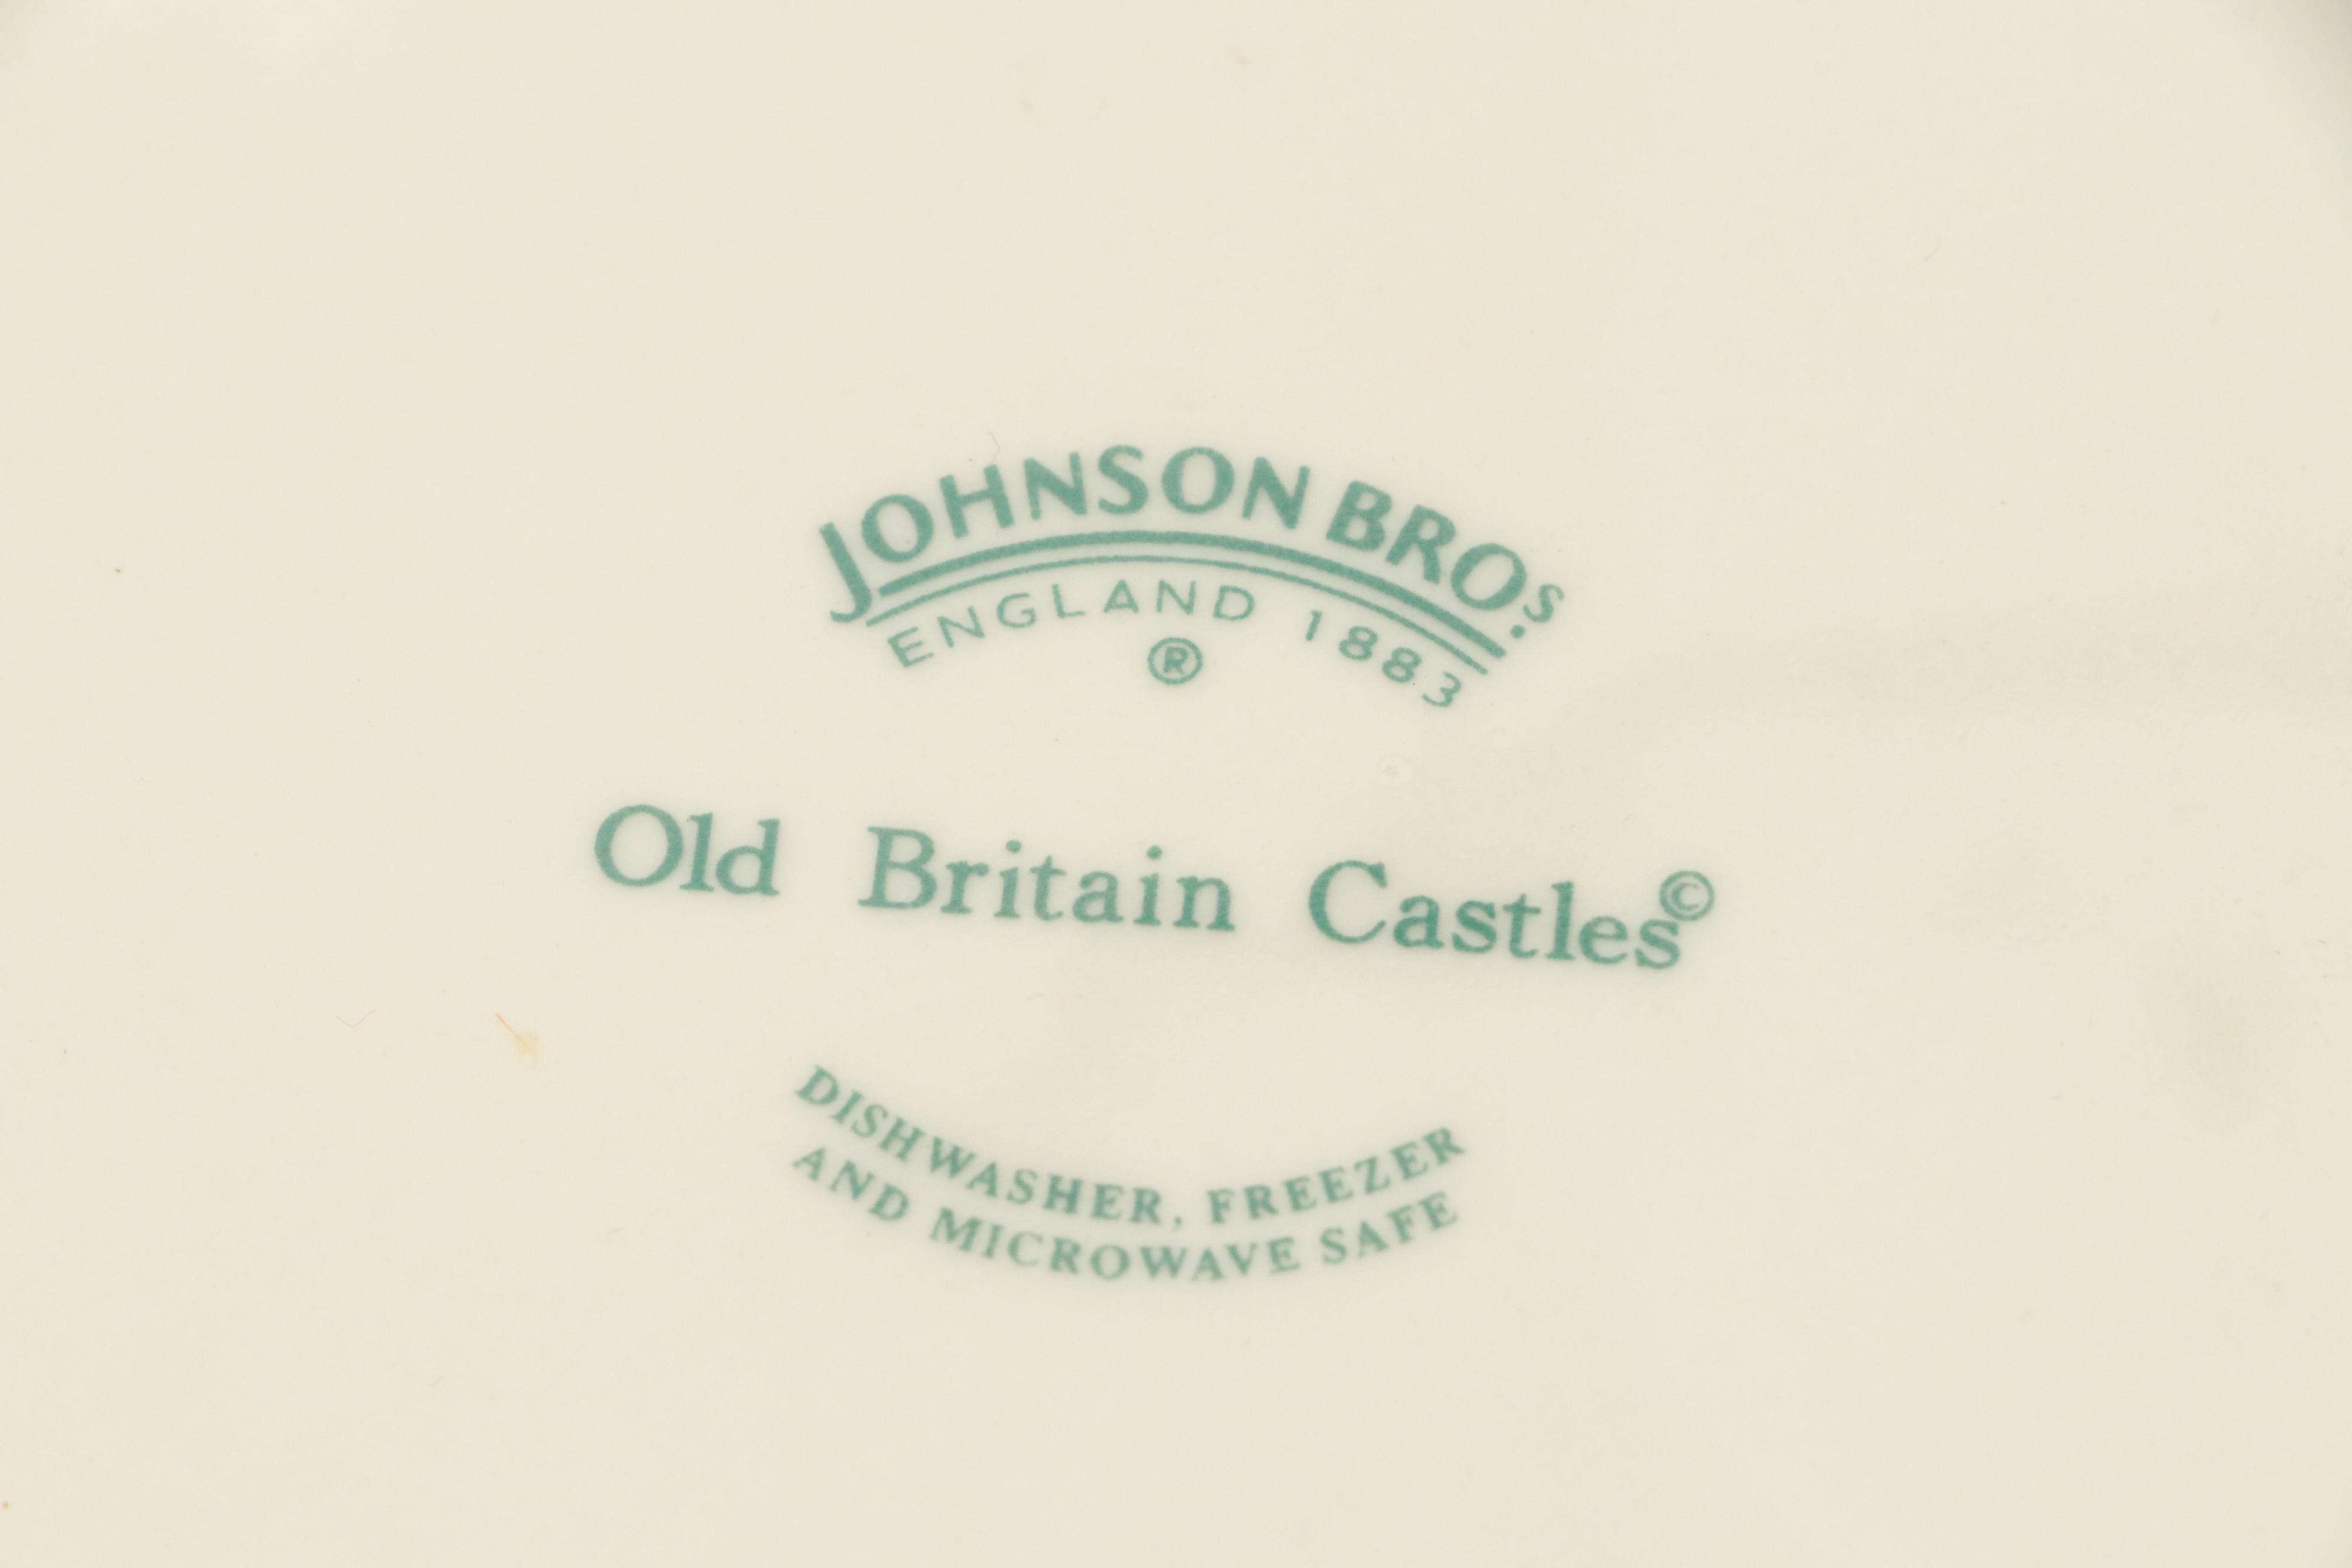 JOHNSON BROS.
ENGLAND 1883
®
Old Britain Castles©
DISHWASHER, FREEZER
AND MICROWAVE SAFE